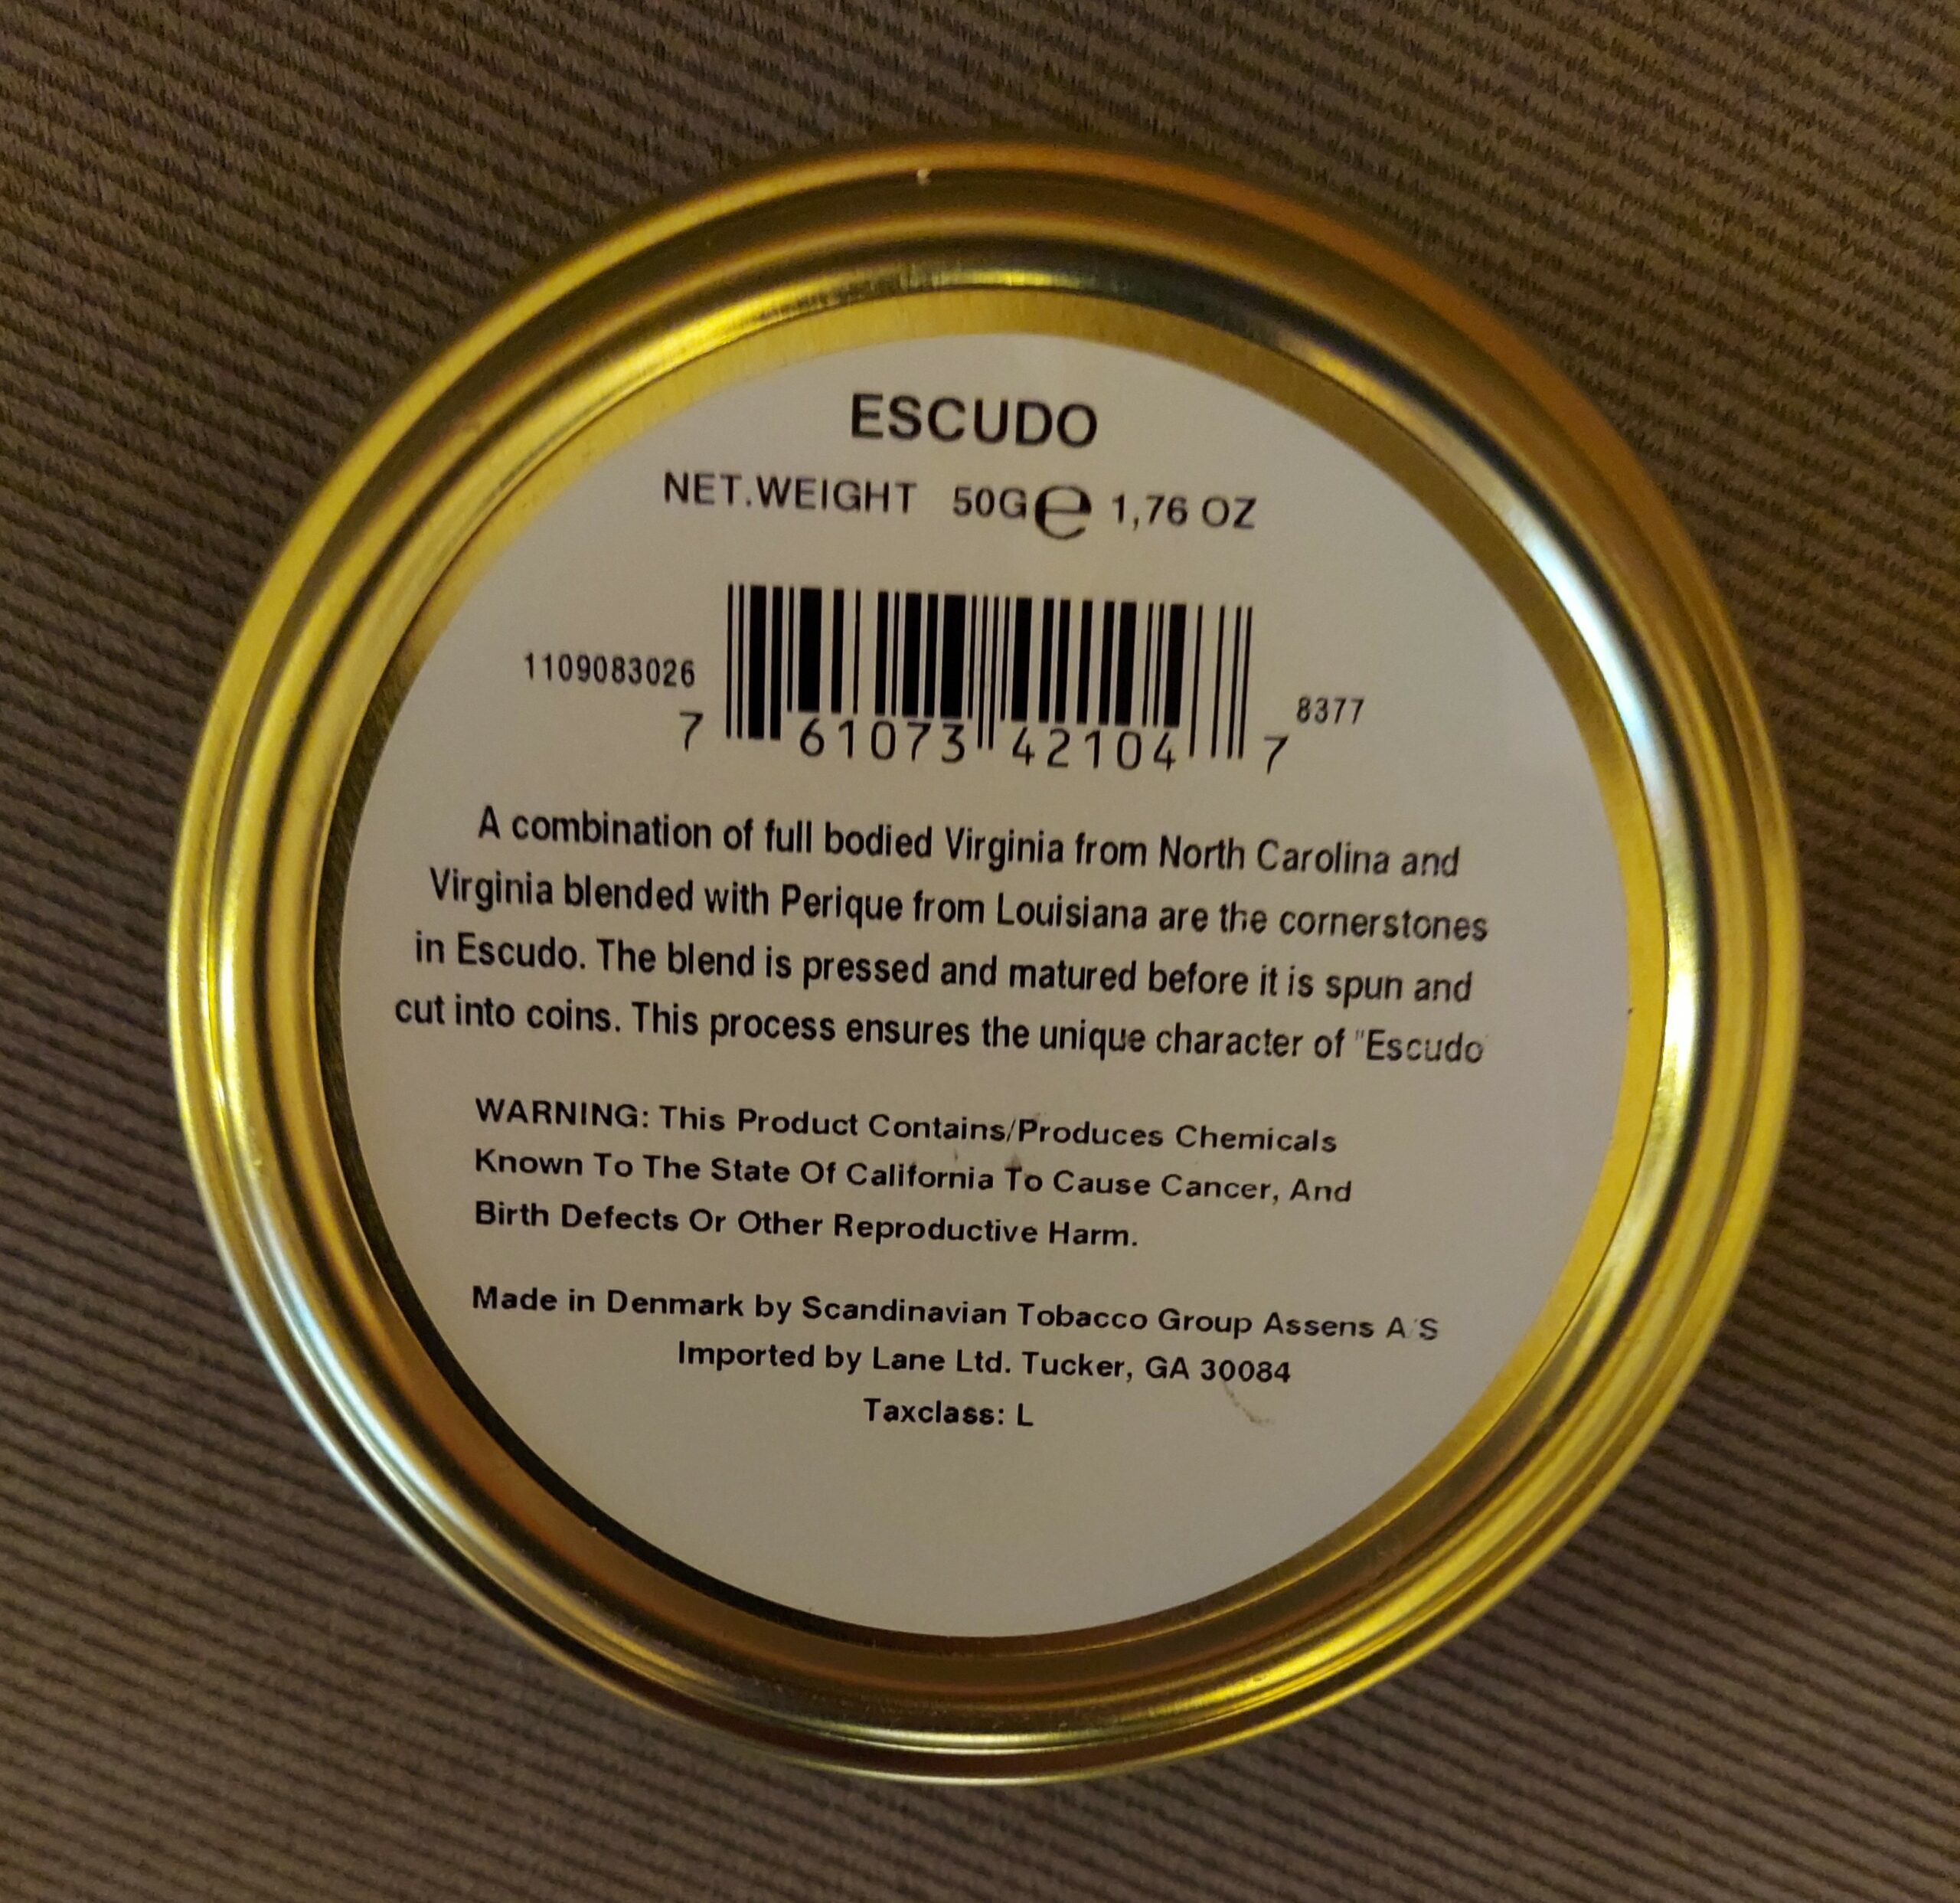 ESCUDO
NET.WEIGHT 50G℮ 1,76 OZ
1109083026
8377
7 61073 42104 7
A combination of full bodied Virginia from North Carolina and
Virginia blended with Perique from Louisiana are the cornerstones
in Escudo. The blend is pressed and matured before it is spun and
cut into coins. This process ensures the unique character of "Escudo
WARNING: This Product Contains/Produces Chemicals
Known To The State Of California To Cause Cancer, And
Birth Defects Or Other Reproductive Harm.
Made in Denmark by Scandinavian Tobacco Group Assens A/S
Imported by Lane Ltd. Tucker, GA 30084
Taxclass: L